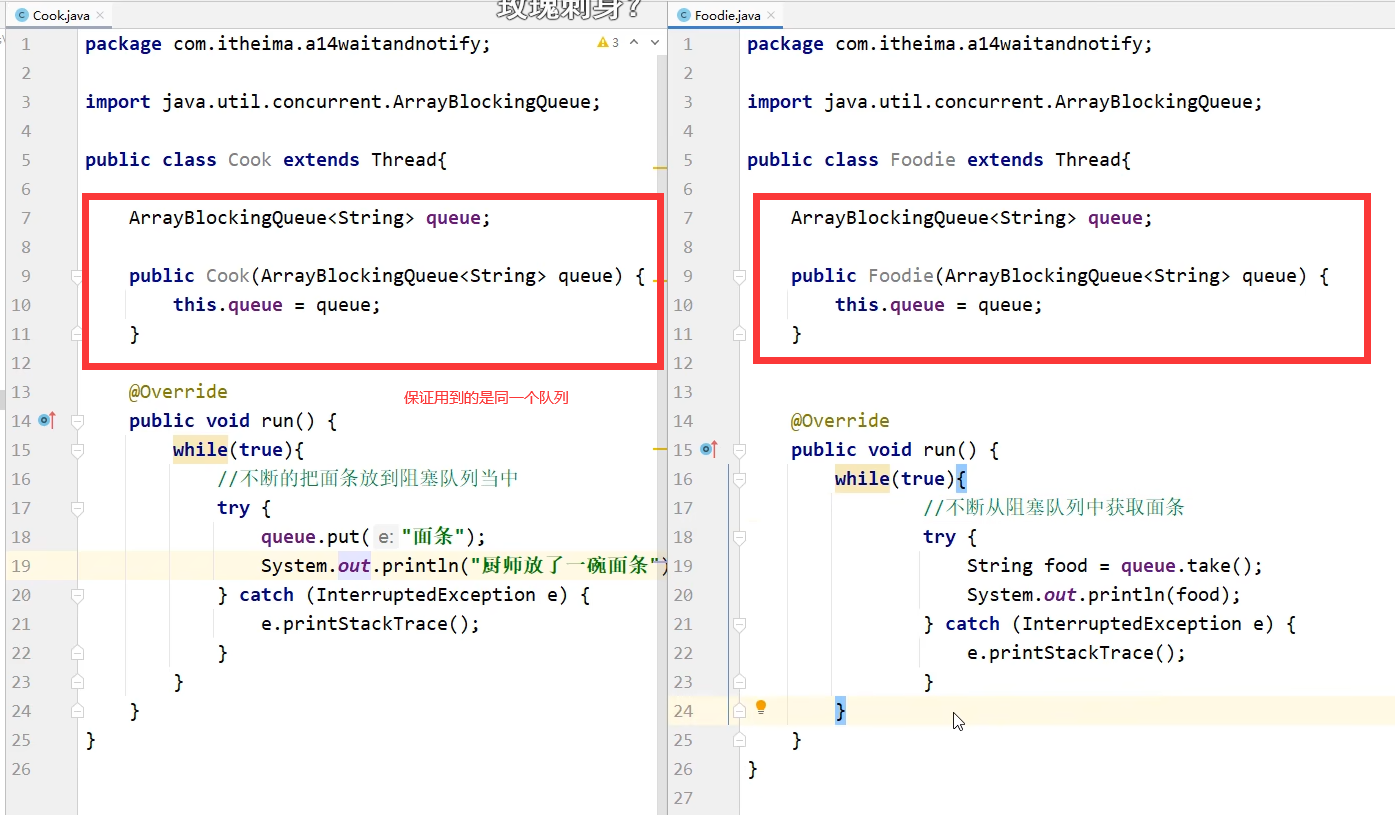 玫瑰刺身?
Cook.java
3
1 package com.itheima.a14waitandnotify;
2
3 import java.util.concurrent.ArrayBlockingQueue;
4
5 public class Cook extends Thread{
6
7 ArrayBlockingQueue<String> queue;
8
9 public Cook(ArrayBlockingQueue<String> queue) {
10 this.queue = queue;
11 }
12
13 @Override
保证用到的是同一个队列
14 public void run() {
15 while(true){
16 //不断的把面条放到阻塞队列当中
17 try {
18 queue.put( e: "面条");
19 System.out.println("厨师放了一碗面条")
20 } catch (InterruptedException e) {
21 e.printStackTrace();
22 }
23 }
24 }
25 }
26
Foodie.java
1 package com.itheima.a14waitandnotify;
2
3 import java.util.concurrent.ArrayBlockingQueue;
4
5 public class Foodie extends Thread{
6
7 ArrayBlockingQueue<String> queue;
8
9 public Foodie(ArrayBlockingQueue<String> queue) {
10 this.queue = queue;
11 }
12
13
14 @Override
15 public void run() {
16 while(true){
17 //不断从阻塞队列中获取面条
18 try {
19 String food = queue.take();
20 System.out.println(food);
21 } catch (InterruptedException e) {
22 e.printStackTrace();
23 }
24 }
25 }
26 }
27